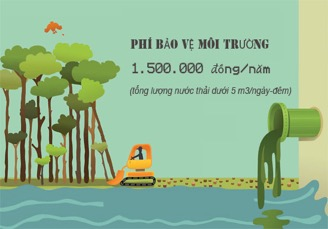 PHÍ BẢO VỆ MÔI TRƯỜNG
1.500.000 đồng/năm
(tổng lượng nước thải dưới 5 m3/ngày-đêm)